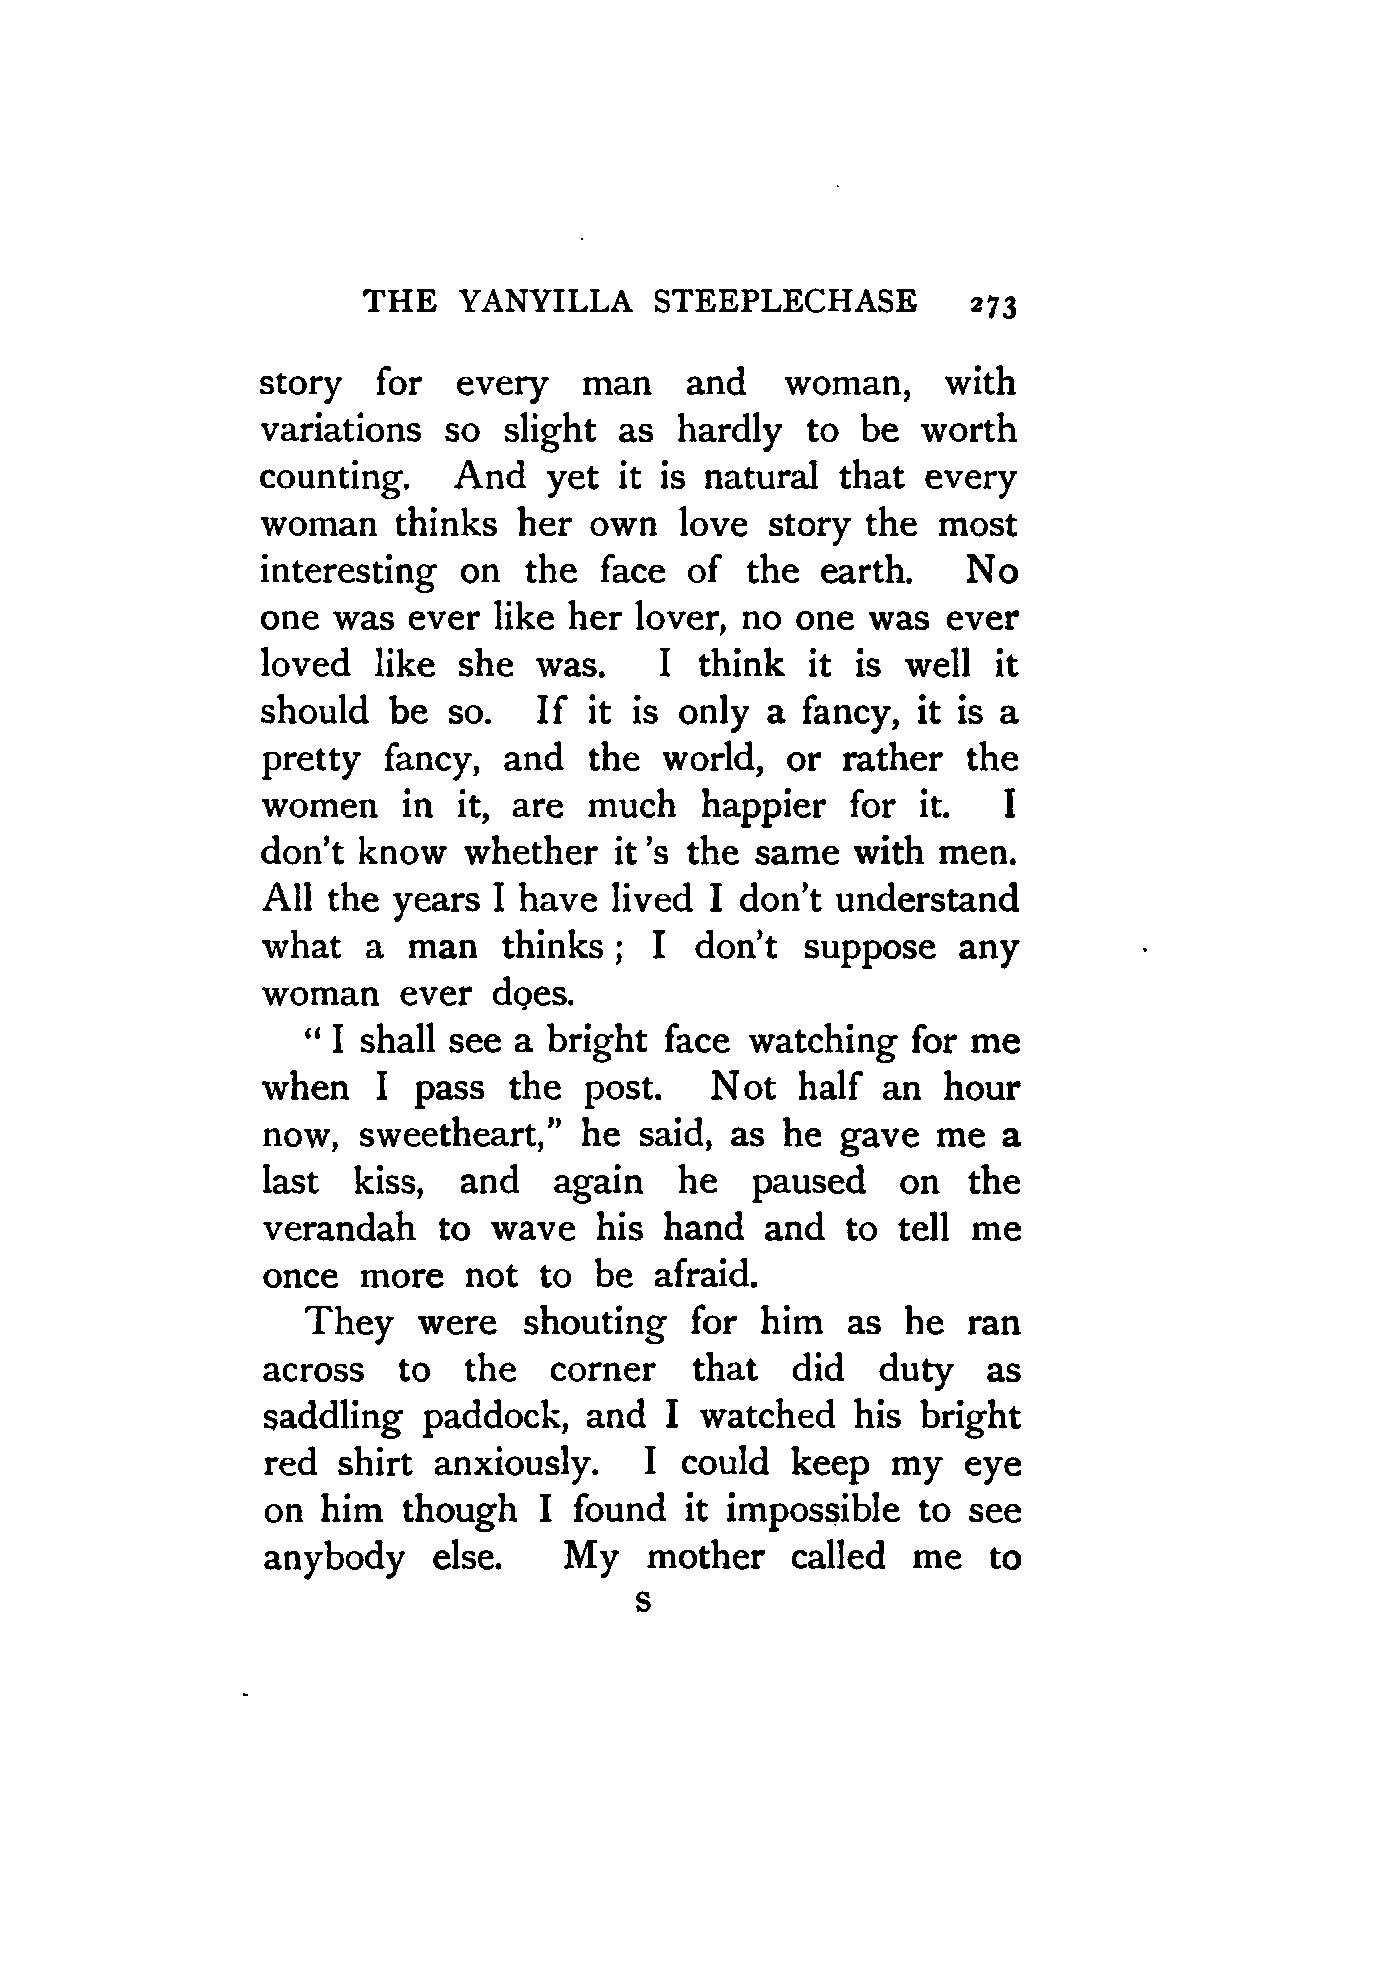 THE YANYILLA STEEPLECHASE 273
story for every man and woman, with
variations so slight as hardly to be worth
counting. And yet it is natural that every
woman thinks her own love story the most
interesting on the face of the earth. No
one was ever like her lover, no one was ever
loved like she was. I think it is well it
should be so. If it is only a fancy, it is a
pretty fancy, and the world, or rather the
women in it, are much happier for it. I
don't know whether it 's the same with men.
All the years I have lived I don't understand
what a man thinks ; I don't suppose any
woman ever does.
" I shall see a bright face watching for me
when I pass the post. Not half an hour
now, sweetheart," he said, as he gave me a
last kiss, and again he paused on the
verandah to wave his hand and to tell me
once more not to be afraid.
They were shouting for him as he ran
across to the corner that did duty as
saddling paddock, and I watched his bright
red shirt anxiously. I could keep my eye
on him though I found it impossible to see
anybody else. My mother called me to
S